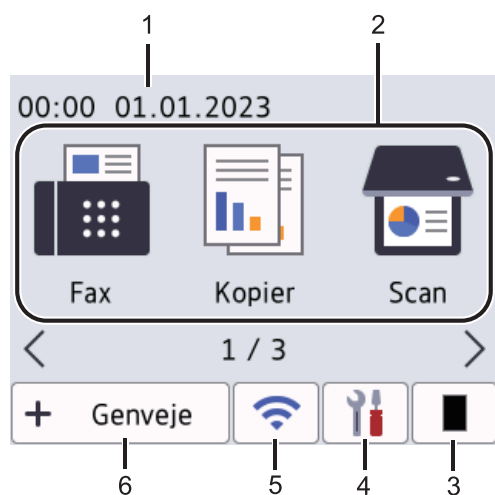 1 2
00:00 01.01.2023
Fax Kopier Scan
1 / 3
+ Genveje
6 5 4 3